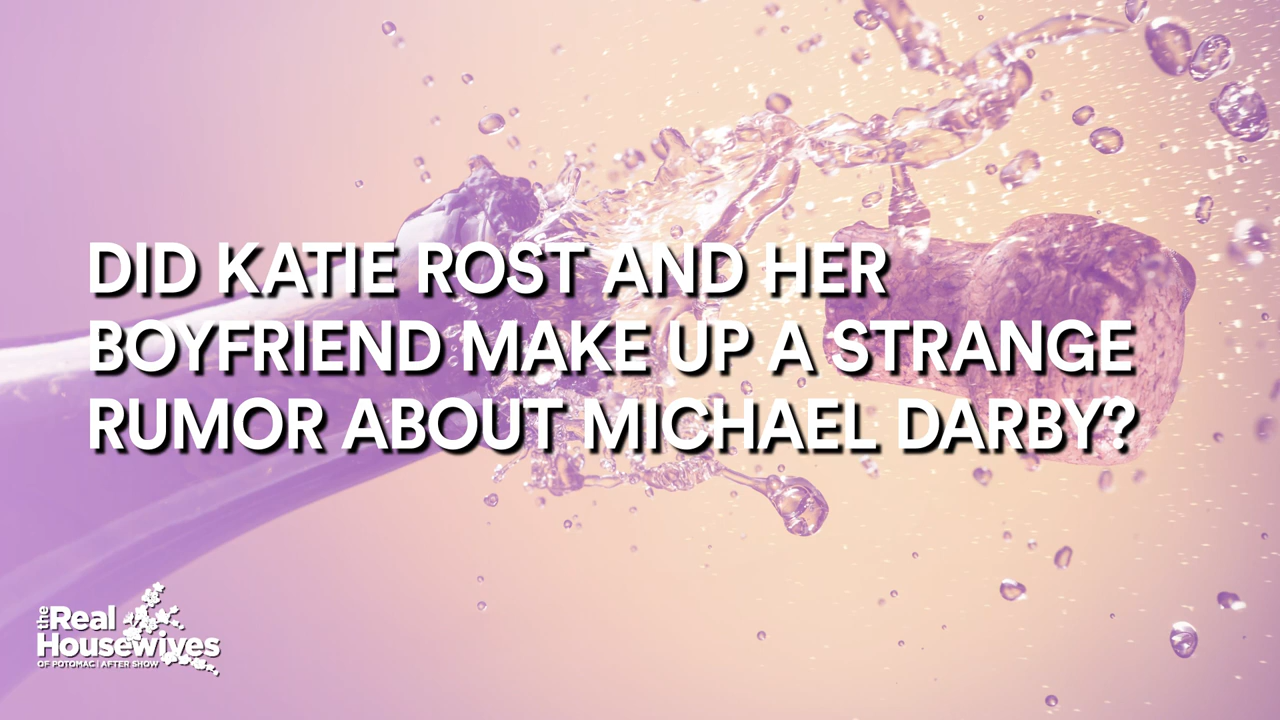 DID KATIE ROST AND HER
BOYFRIEND MAKE UP A STRANGE
RUMOR ABOUT MICHAEL DARBY?
the Real
Housewives
OF POTOMAC | AFTER SHOW